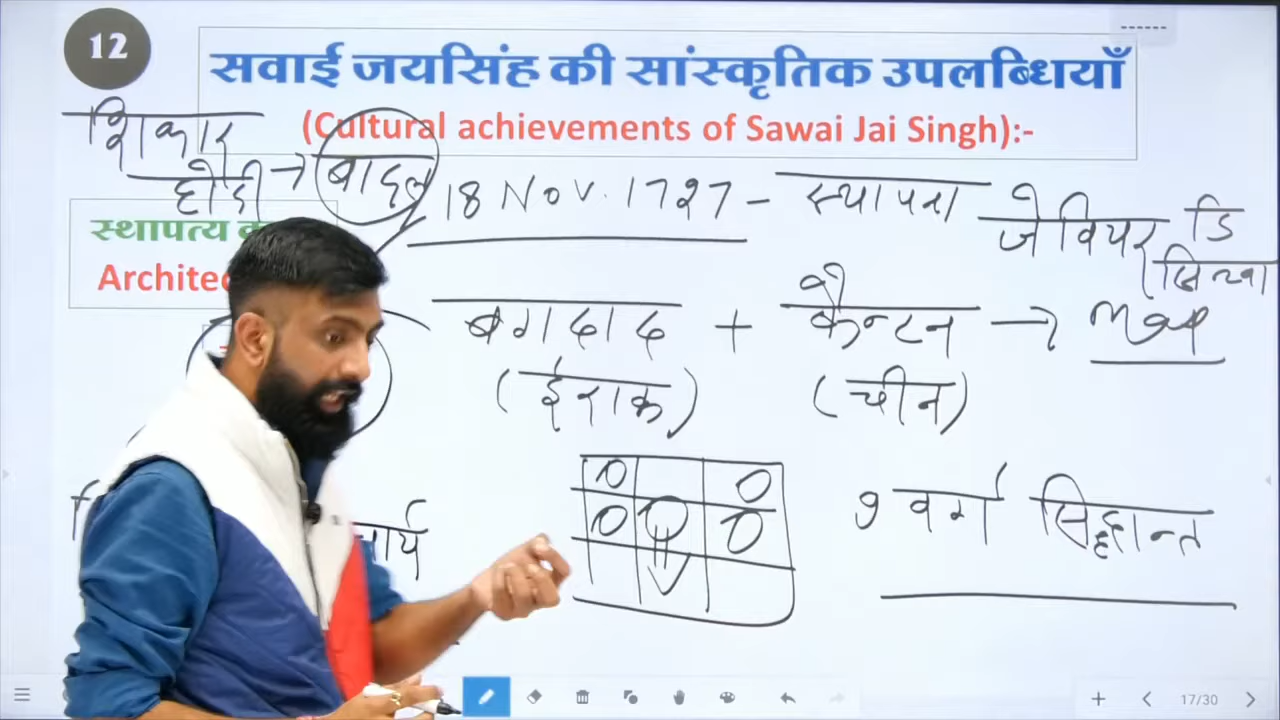 12
सवाई जयसिंह की सांस्कृतिक उपलब्धियाँ
(Cultural achievements of Sawai Jai Singh):-
शिकार
होदी → बादल
18 Nov. 1727 - स्थापना
जेवियर डि
सिल्वा
स्थापत्य
Archite
बगदाद + कैन्टन → Map
(ईराक) (चीन)
9 वर्ग सिद्धान्त
17/30